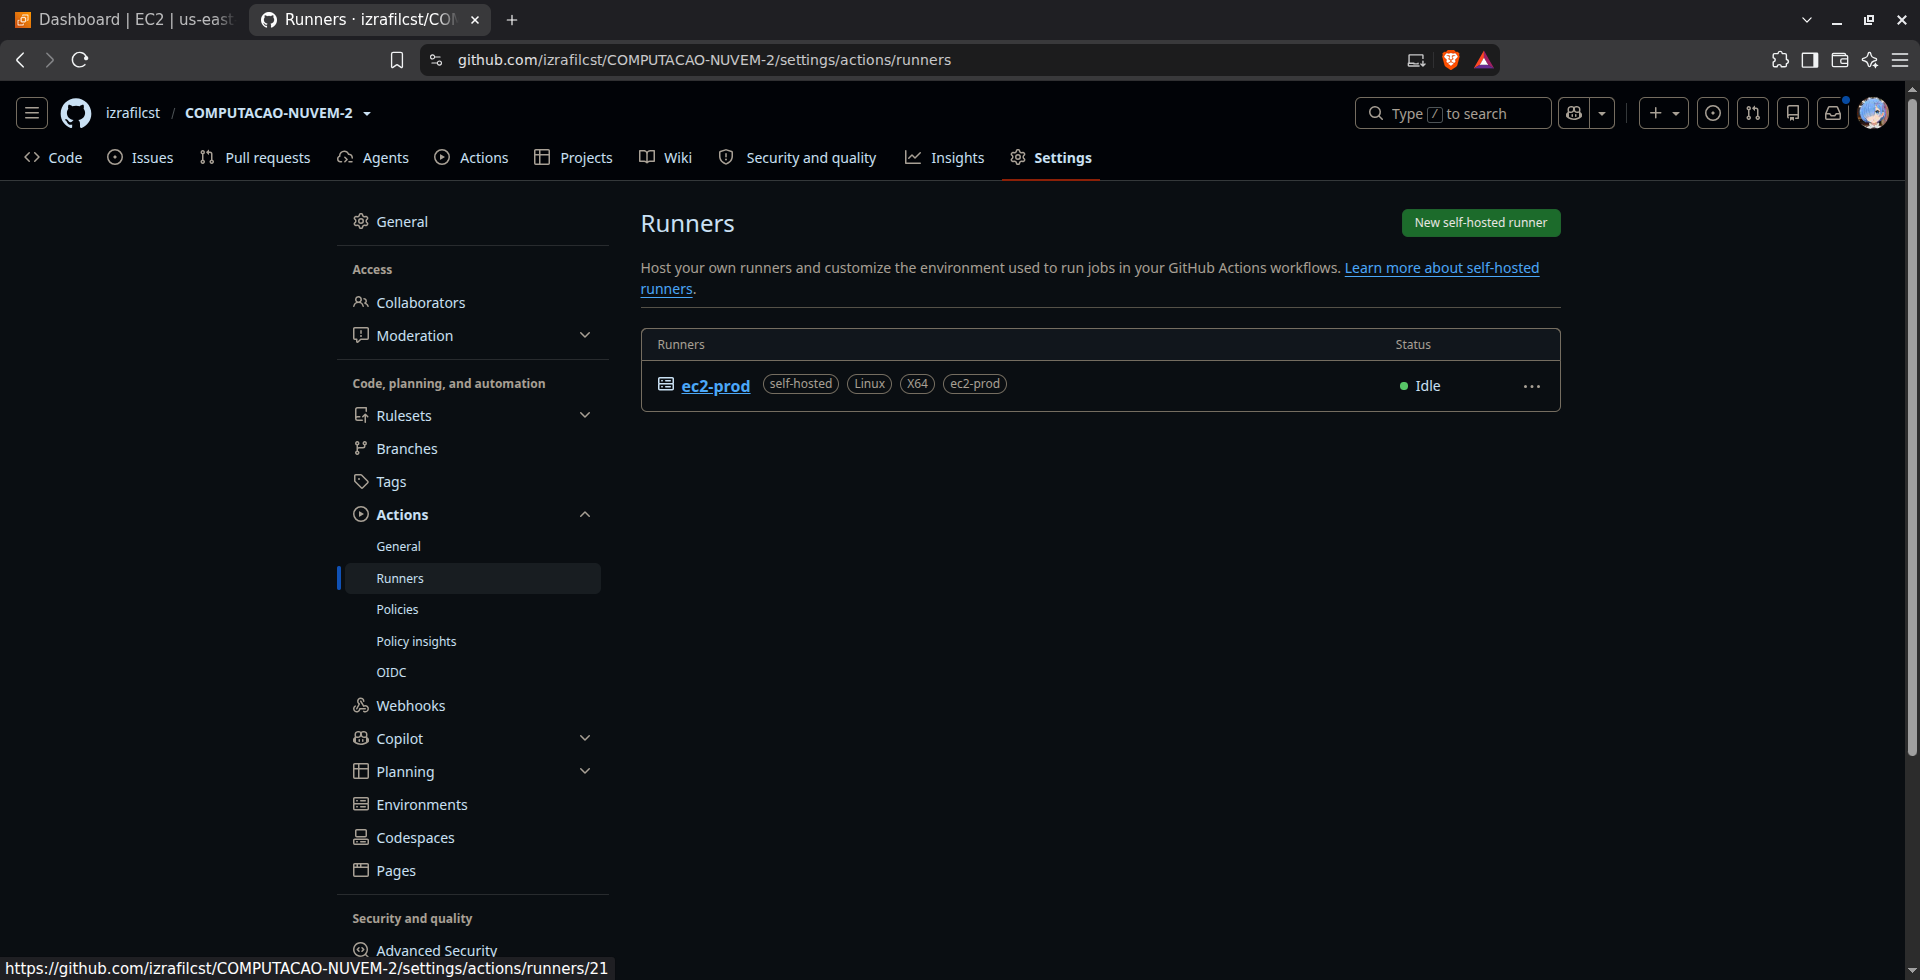 Dashboard | EC2 | us-east
Runners · izrafilcst/COM
github.com/izrafilcst/COMPUTACAO-NUVEM-2/settings/actions/runners
izrafilcst / COMPUTACAO-NUVEM-2
Type / to search
Code
Issues
Pull requests
Agents
Actions
Projects
Wiki
Security and quality
Insights
Settings
General
Access
Collaborators
Moderation
Code, planning, and automation
Rulesets
Branches
Tags
Actions
General
Runners
Policies
Policy insights
OIDC
Webhooks
Copilot
Planning
Environments
Codespaces
Pages
Security and quality
Advanced Security
Runners
New self-hosted runner
Host your own runners and customize the environment used to run jobs in your GitHub Actions workflows. Learn more about self-hosted
runners.
Runners Status
ec2-prod self-hosted Linux X64 ec2-prod Idle
https://github.com/izrafilcst/COMPUTACAO-NUVEM-2/settings/actions/runners/21